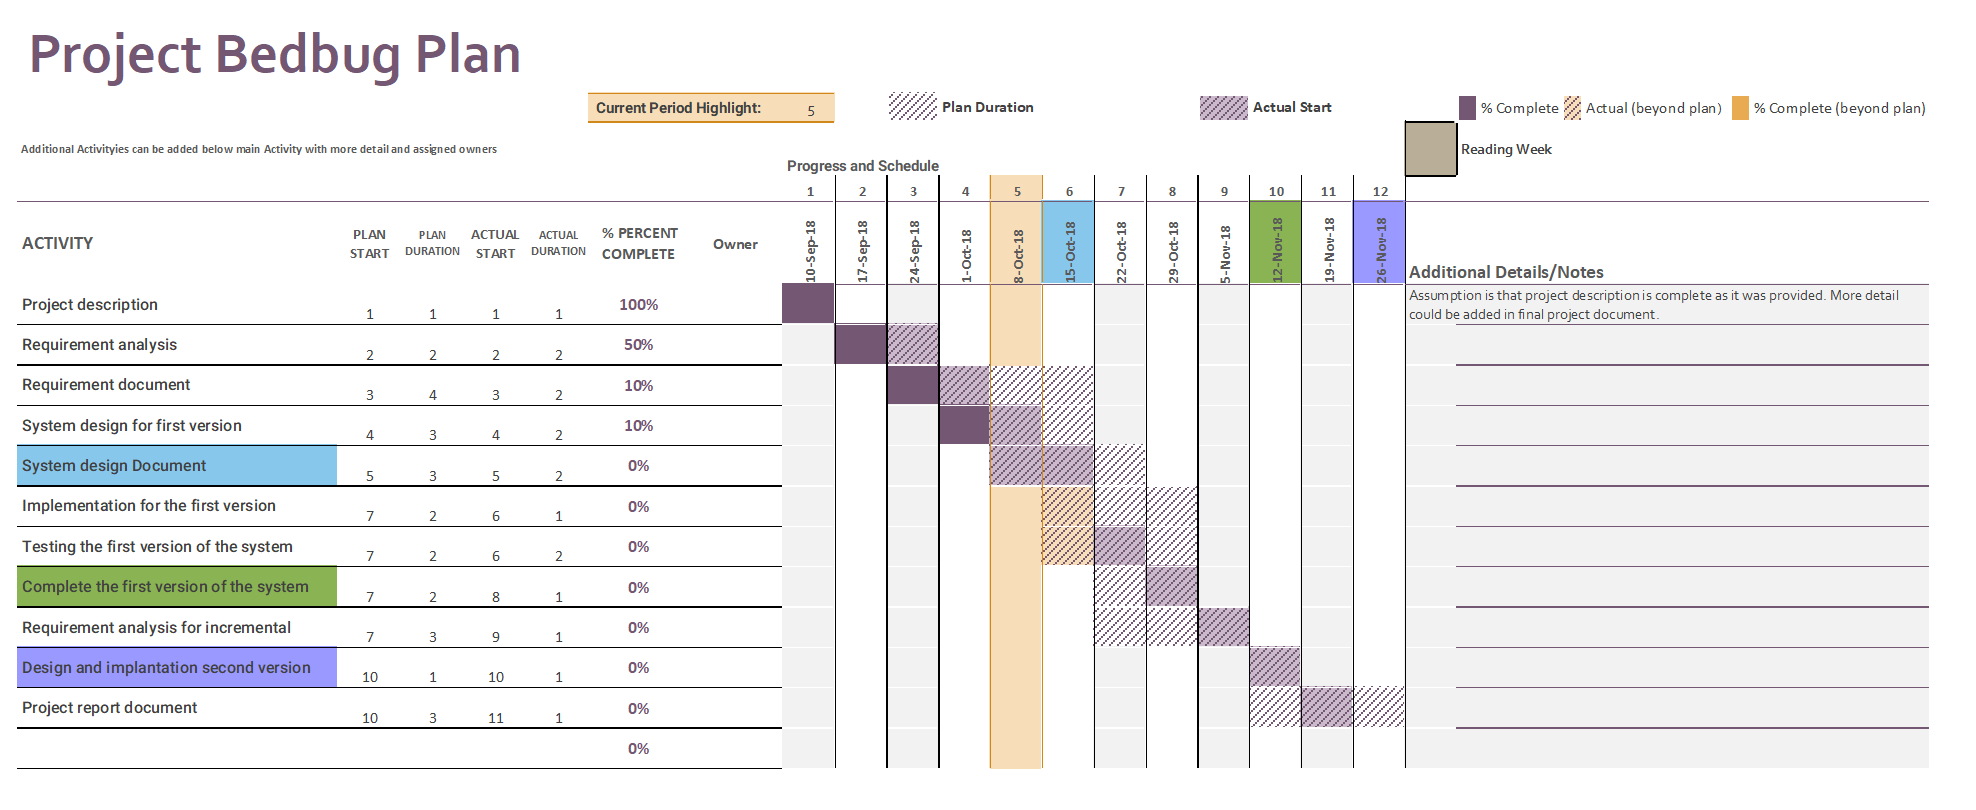 Project Bedbug Plan
Current Period Highlight: 5
Plan Duration
Actual Start
% Complete
Actual (beyond plan)
% Complete (beyond plan)
Additional Activityies can be added below main Activity with more detail and assigned owners
Reading Week
Progress and Schedule
1 2 3 4 5 6 7 8 9 10 11 12
ACTIVITY
PLAN START
PLAN DURATION
ACTUAL START
ACTUAL DURATION
% PERCENT COMPLETE
Owner
10-Sep-18
17-Sep-18
24-Sep-18
1-Oct-18
8-Oct-18
15-Oct-18
22-Oct-18
29-Oct-18
5-Nov-18
12-Nov-18
19-Nov-18
26-Nov-18
Additional Details/Notes
Project description 1 1 1 1 100%
Assumption is that project description is complete as it was provided. More detail
could be added in final project document.
Requirement analysis 2 2 2 2 50%
Requirement document 3 4 3 2 10%
System design for first version 4 3 4 2 10%
System design Document 5 3 5 2 0%
Implementation for the first version 7 2 6 1 0%
Testing the first version of the system 7 2 6 2 0%
Complete the first version of the system 7 2 8 1 0%
Requirement analysis for incremental 7 3 9 1 0%
Design and implantation second version 10 1 10 1 0%
Project report document 10 3 11 1 0%
0%